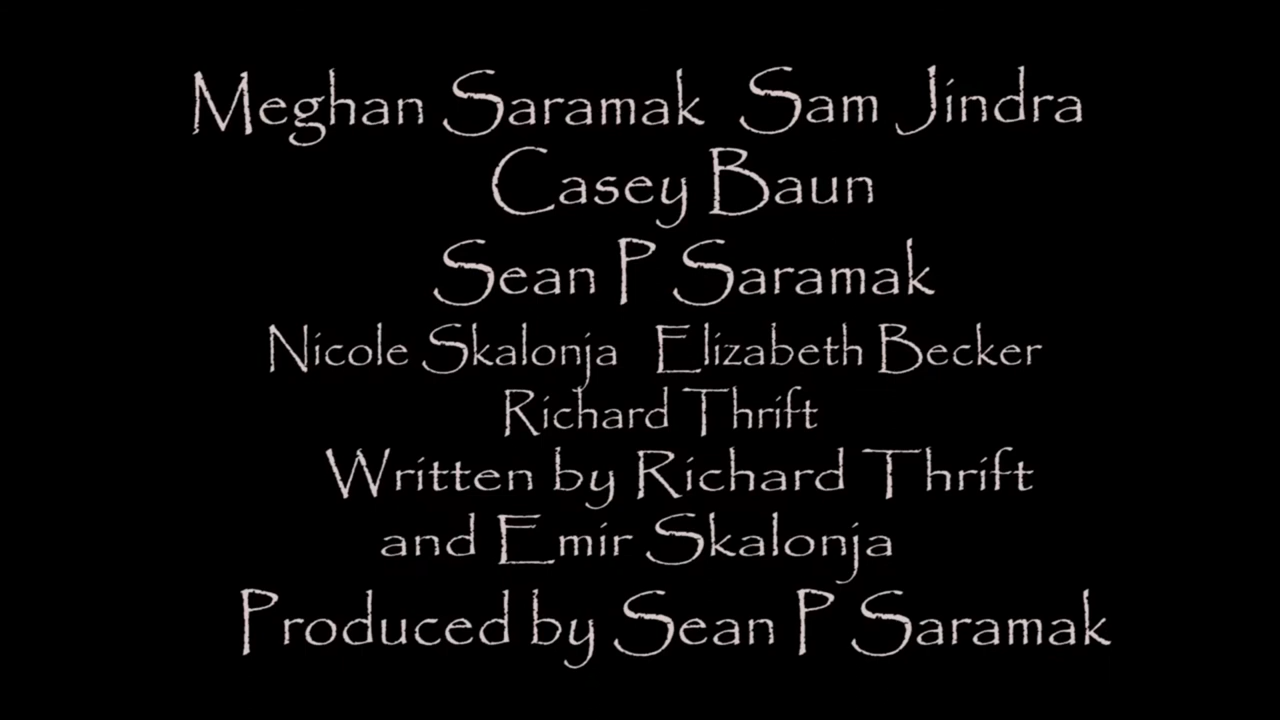 Meghan Saramak Sam Jindra
Casey Baun
Sean P Saramak
Nicole Skalonja Elizabeth Becker
Richard Thrift
Written by Richard Thrift
and Emir Skalonja
Produced by Sean P Saramak